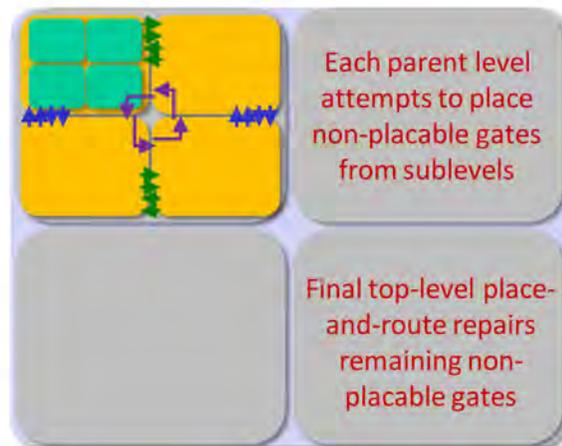 Each parent level
attempts to place
non-placable gates
from sublevels
Final top-level place-
and-route repairs
remaining non-
placable gates